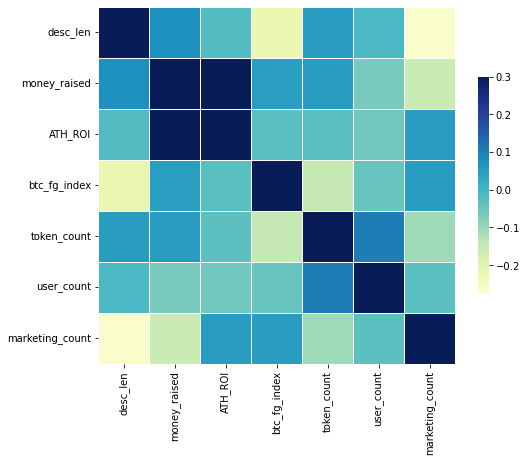 desc_len
money_raised
ATH_ROI
btc_fg_index
token_count
user_count
marketing_count
0.3
0.2
0.1
0.0
−0.1
−0.2
desc_len
money_raised
ATH_ROI
btc_fg_index
token_count
user_count
marketing_count